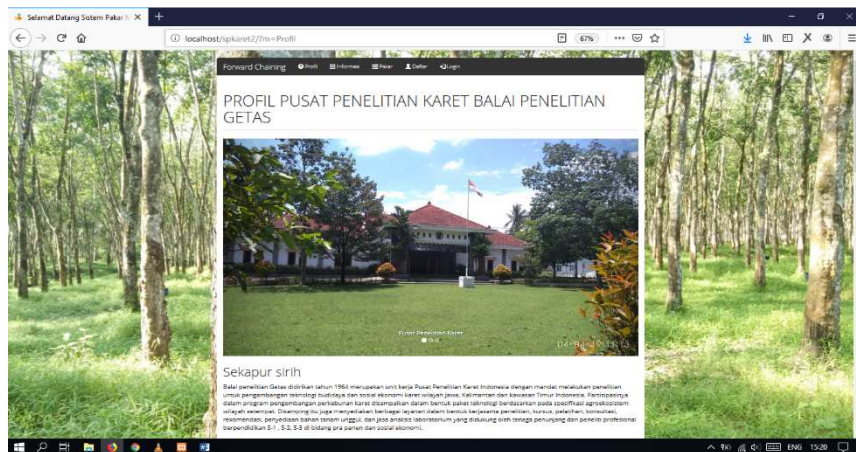 Selamat Datang Sistem Pakar
localhost/spkaret2/?m=Profil
67%
Forward Chaining Profil Informasi Pakar Daftar Login
PROFIL PUSAT PENELITIAN KARET BALAI PENELITIAN
GETAS
Pusat Penelitian Karet
Sekapur sirih
Balai penelitian Getas didirikan tahun 1964 merupakan unit kerja Pusat Penelitian Karet Indonesia dengan mandat melakukan penelitian
untuk pengembangan teknologi budidaya dan sosial ekonomi karet wilayah Jawa, Kalimantan dan kawasan Timur Indonesia, Partisipasinya
dalam program pengembangan perkebunan karet disampaikan dalam bentuk paket teknologi berdasarkan pada spesifikasi agroekosistem
wilayah setempat. Disamping itu juga menyediakan berbagai layanan dalam bentuk kerjasama penelitian, kursus, pelatihan, konsultasi,
rekomendasi, penyediaan bahan tanam unggul, dan jasa analisis laboratorium yang didukung oleh tenaga penunjang dan peneliti profesional
berpendidikan S-1 , S-2, S-3 di bidang pra panen dan sosial ekonomi.
ENG 15:20